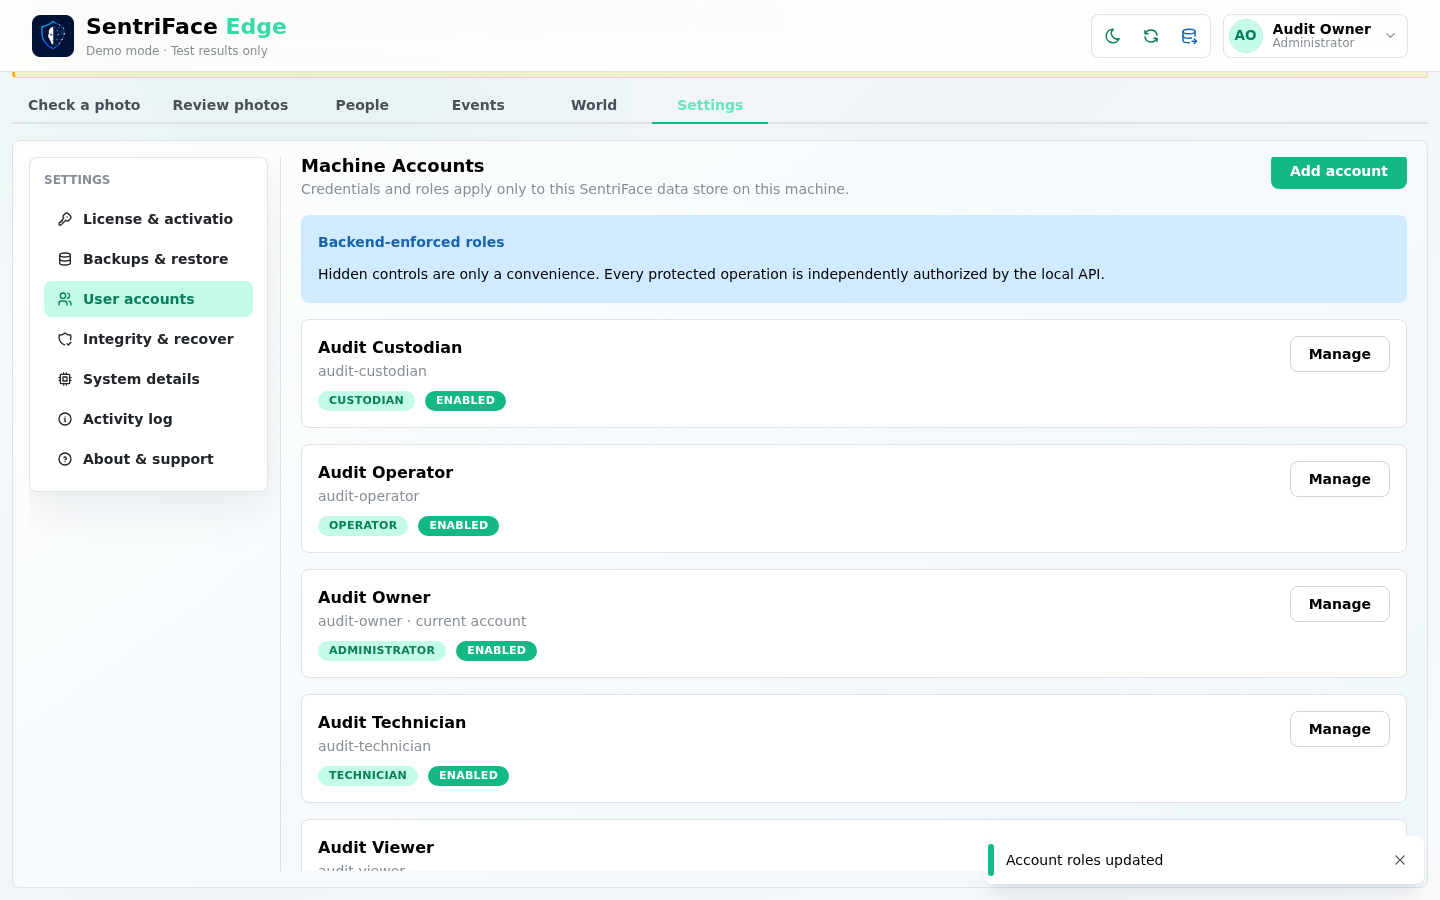 SentriFace Edge
Demo mode · Test results only
AO
Audit Owner
Administrator
Check a photo
Review photos
People
Events
World
Settings
SETTINGS
License & activatio
Backups & restore
User accounts
Integrity & recover
System details
Activity log
About & support
Machine Accounts
Credentials and roles apply only to this SentriFace data store on this machine.
Add account
Backend-enforced roles
Hidden controls are only a convenience. Every protected operation is independently authorized by the local API.
Audit Custodian
audit-custodian
CUSTODIAN ENABLED
Manage
Audit Operator
audit-operator
OPERATOR ENABLED
Manage
Audit Owner
audit-owner · current account
ADMINISTRATOR ENABLED
Manage
Audit Technician
audit-technician
TECHNICIAN ENABLED
Manage
Audit Viewer
audit-viewer
Account roles updated